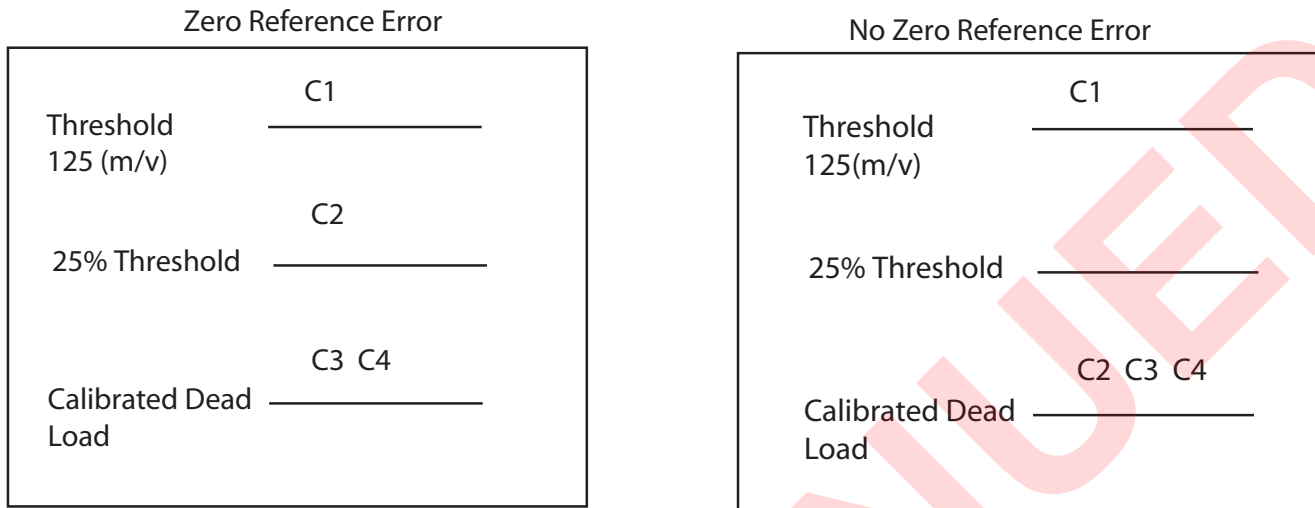 Zero Reference Error
C1
Threshold
125 (m/v)
C2
25% Threshold
C3 C4
Calibrated Dead
Load
No Zero Reference Error
C1
Threshold
125(m/v)
25% Threshold
C2 C3 C4
Calibrated Dead
Load